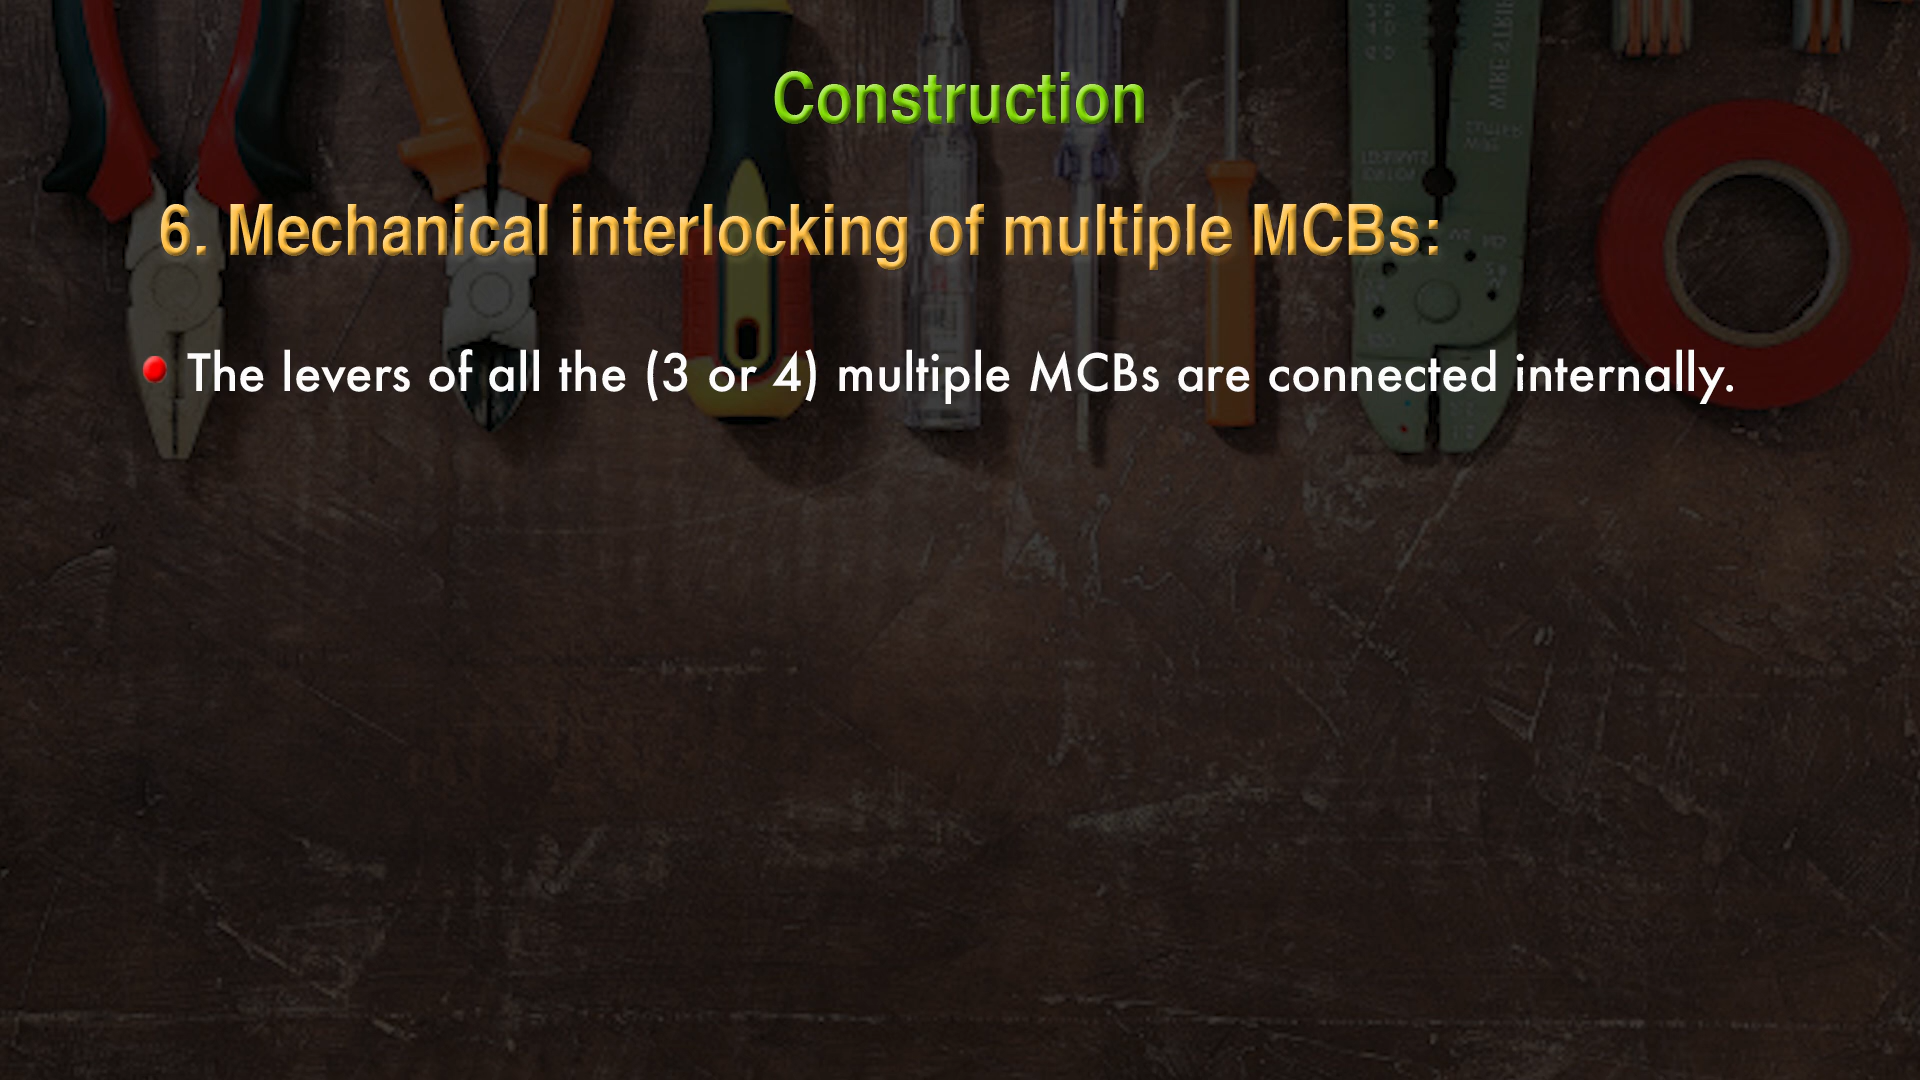 Construction
6. Mechanical interlocking of multiple MCBs:
The levers of all the (3 or 4) multiple MCBs are connected internally.